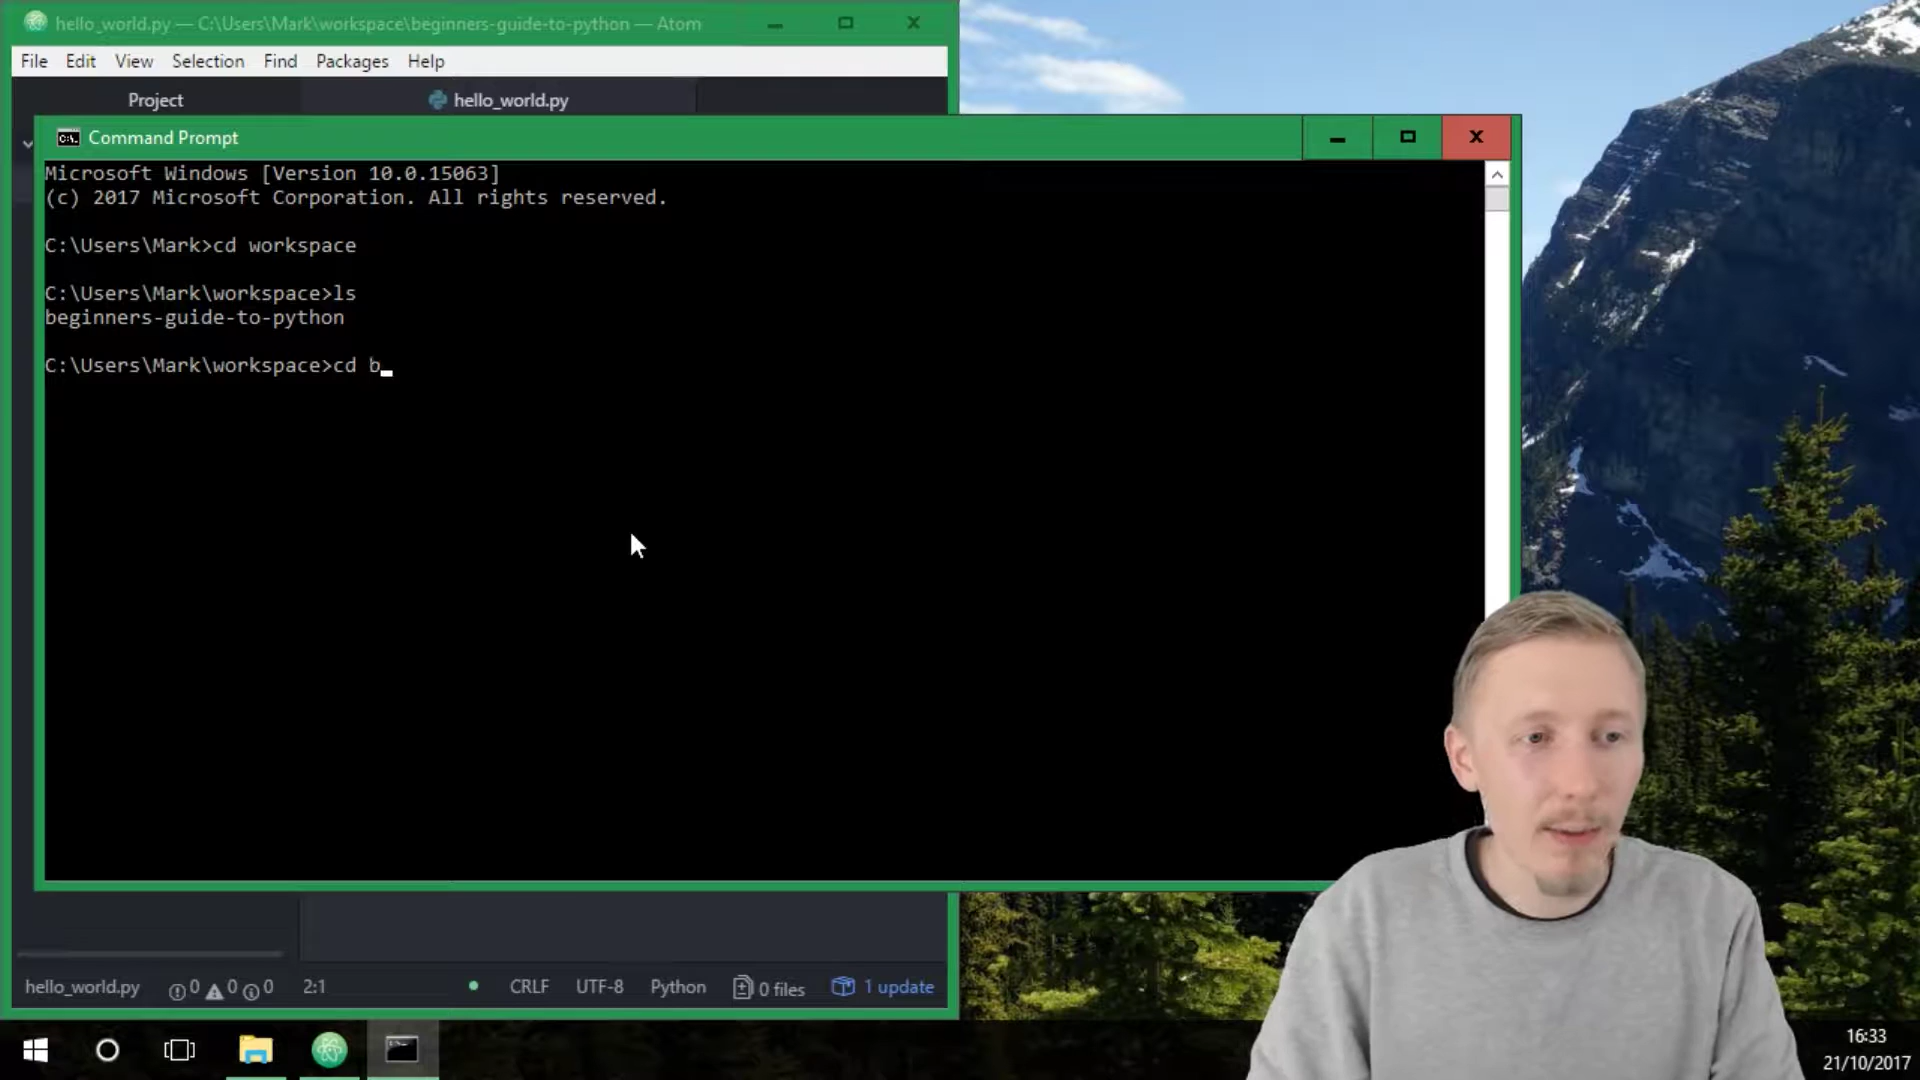 hello_world.py — C:\Users\Mark\workspace\beginners-guide-to-python — Atom
File Edit View Selection Find Packages Help
Project hello_world.py
C:\. Command Prompt
Microsoft Windows [Version 10.0.15063]
(c) 2017 Microsoft Corporation. All rights reserved.
C:\Users\Mark>cd workspace
C:\Users\Mark\workspace>ls
beginners-guide-to-python
C:\Users\Mark\workspace>cd b_
hello_world.py 0 0 0 2:1 CRLF UTF-8 Python 0 files 1 update
16:33
21/10/2017